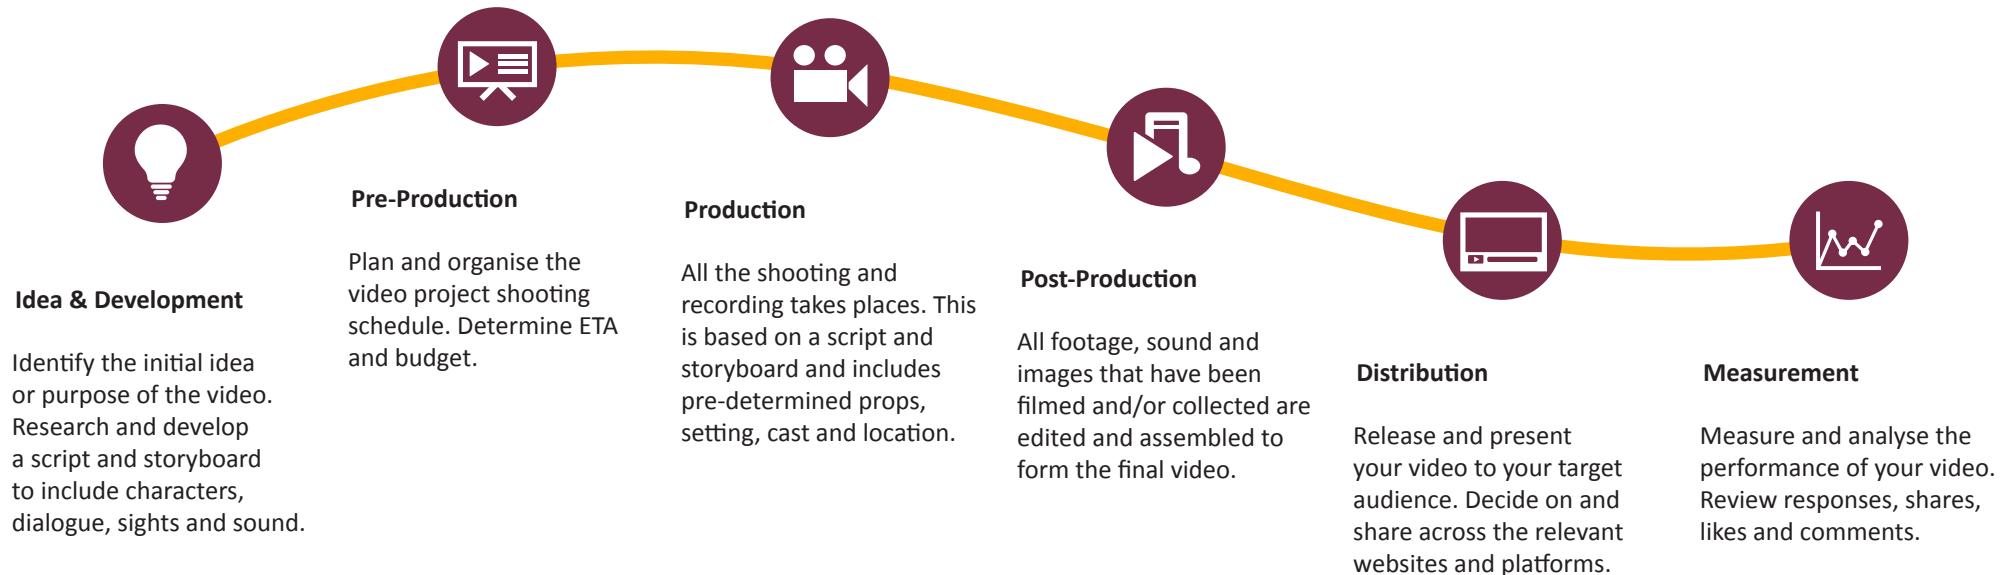 Idea & Development
Identify the initial idea
or purpose of the video.
Research and develop
a script and storyboard
to include characters,
dialogue, sights and sound.
Pre-Production
Plan and organise the
video project shooting
schedule. Determine ETA
and budget.
Production
All the shooting and
recording takes places. This
is based on a script and
storyboard and includes
pre-determined props,
setting, cast and location.
Post-Production
All footage, sound and
images that have been
filmed and/or collected are
edited and assembled to
form the final video.
Distribution
Release and present
your video to your target
audience. Decide on and
share across the relevant
websites and platforms.
Measurement
Measure and analyse the
performance of your video.
Review responses, shares,
likes and comments.